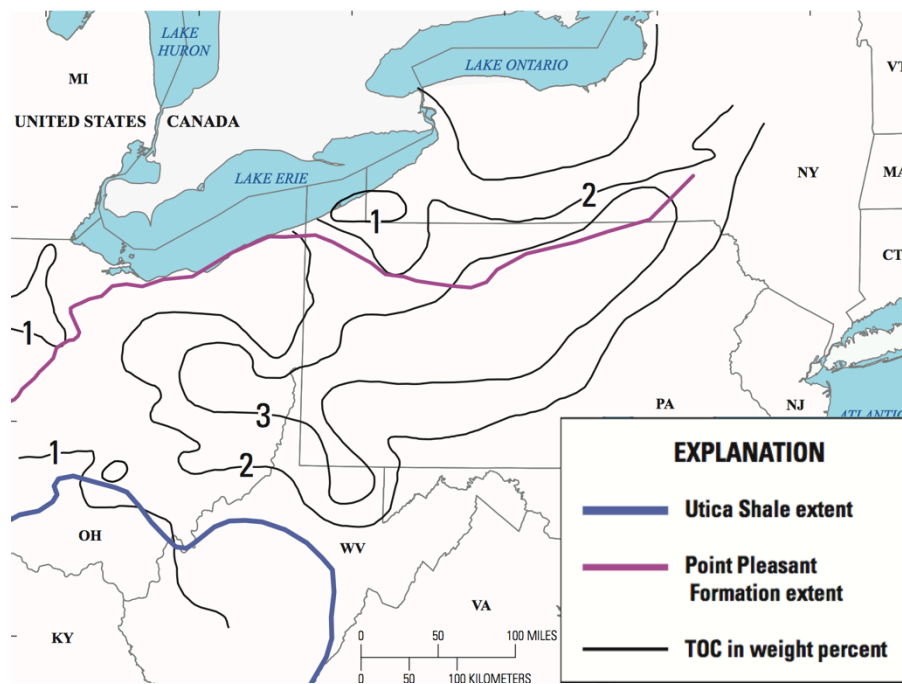 LAKE
HURON
LAKE ONTARIO
MI
VT
UNITED STATES
CANADA
LAKE ERIE
NY
MA
2
1
CT
1
3
PA
NJ
ATLANTIC
1
2
OH
WV
VA
KY
0 50 100 MILES
0 50 100 KILOMETERS
EXPLANATION
Utica Shale extent
Point Pleasant
Formation extent
TOC in weight percent